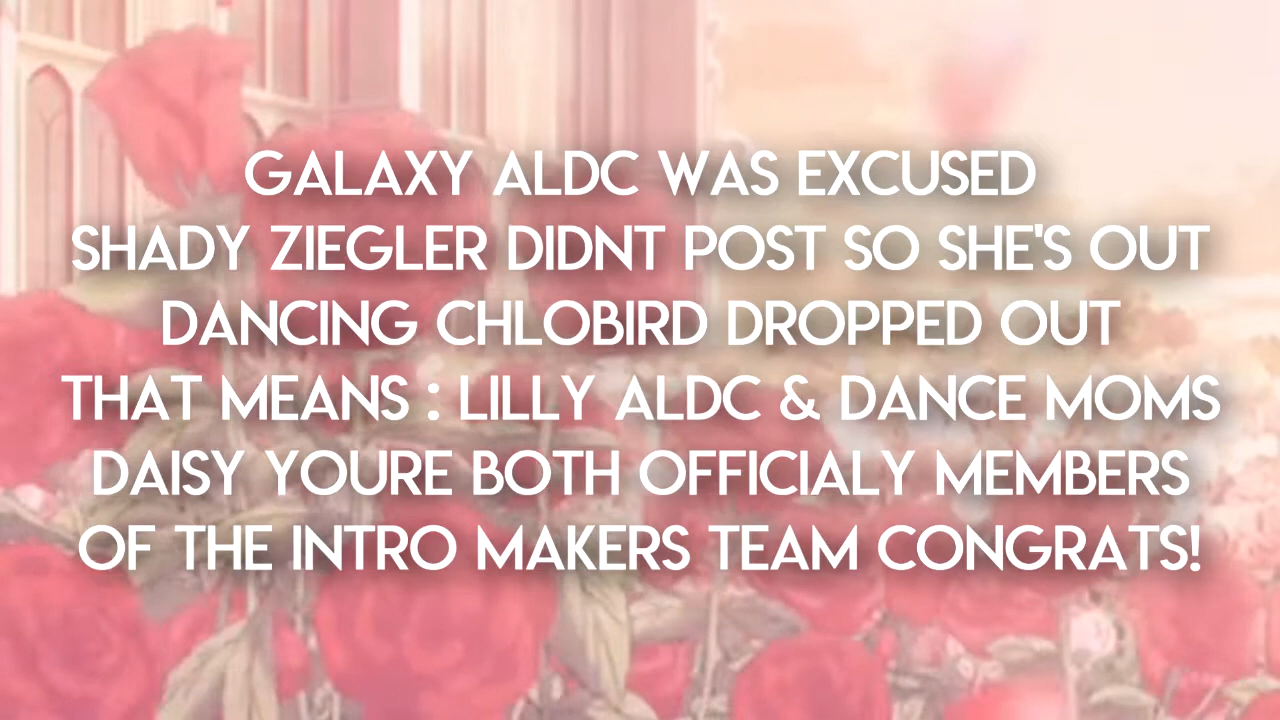 GALAXY ALDC WAS EXCUSED
SHADY ZIEGLER DIDNT POST SO SHE'S OUT
DANCING CHLOBIRD DROPPED OUT
THAT MEANS : LILLY ALDC & DANCE MOMS
DAISY YOURE BOTH OFFICIALY MEMBERS
OF THE INTRO MAKERS TEAM CONGRATS!